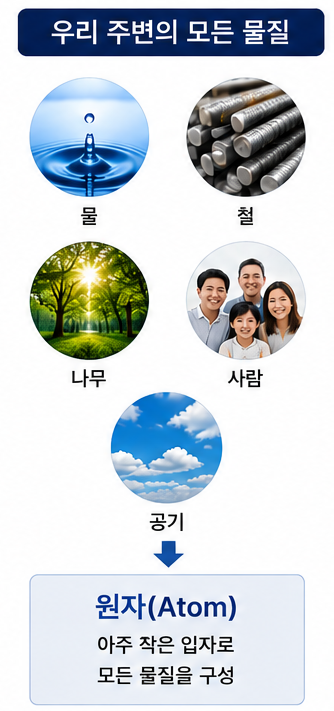 우리 주변의 모든 물질
물
철
나무
사람
공기
원자(Atom)
아주 작은 입자로
모든 물질을 구성